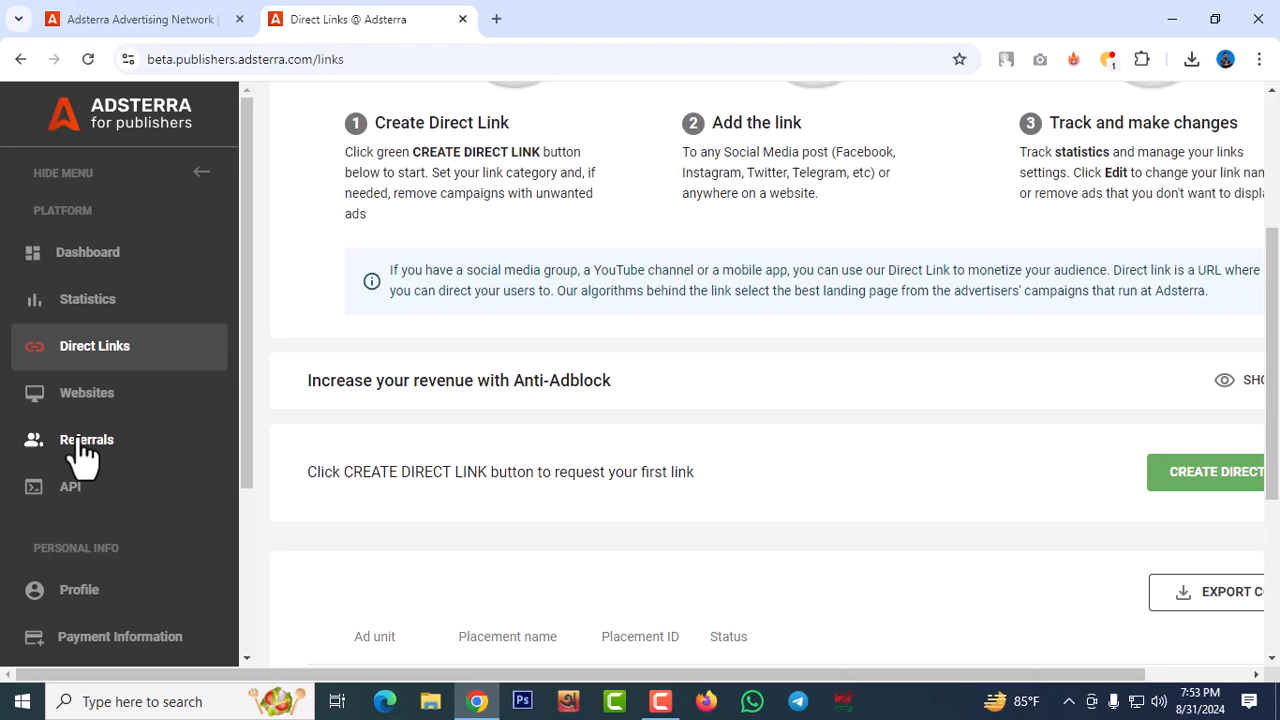 Adsterra Advertising Network |
Direct Links @ Adsterra
beta.publishers.adsterra.com/links
1
ADSTERRA
for publishers
HIDE MENU
PLATFORM
Dashboard
Statistics
Direct Links
Websites
Referrals
API
PERSONAL INFO
Profile
Payment Information
1 Create Direct Link
Click green CREATE DIRECT LINK button
below to start. Set your link category and, if
needed, remove campaigns with unwanted
ads
2 Add the link
To any Social Media post (Facebook,
Instagram, Twitter, Telegram, etc) or
anywhere on a website.
3 Track and make changes
Track statistics and manage your links
settings. Click Edit to change your link nam
or remove ads that you don't want to displa
If you have a social media group, a YouTube channel or a mobile app, you can use our Direct Link to monetize your audience. Direct link is a URL where
you can direct your users to. Our algorithms behind the link select the best landing page from the advertisers' campaigns that run at Adsterra.
Increase your revenue with Anti-Adblock
SHO
Click CREATE DIRECT LINK button to request your first link
CREATE DIRECT
EXPORT C
Ad unit Placement name Placement ID Status
Type here to search
Ps
85°F
7:53 PM
8/31/2024